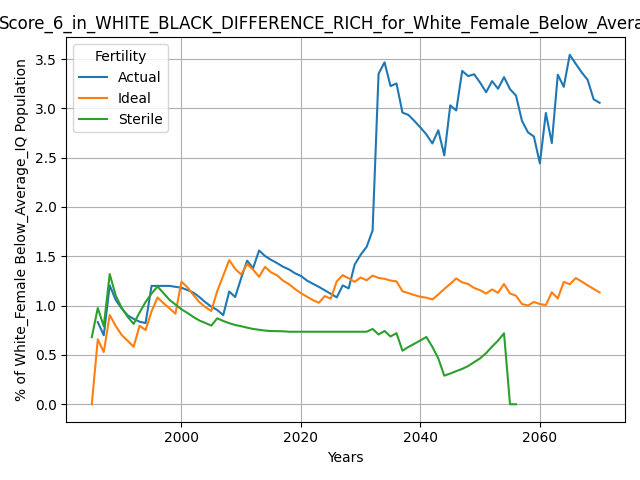 Score_6_in_WHITE_BLACK_DIFFERENCE_RICH_for_White_Female_Below_Avera
Fertility
Actual
Ideal
Sterile
% of White_Female Below_Average_IQ Population
3.5
3.0
2.5
2.0
1.5
1.0
0.5
0.0
2000 2020 2040 2060
Years